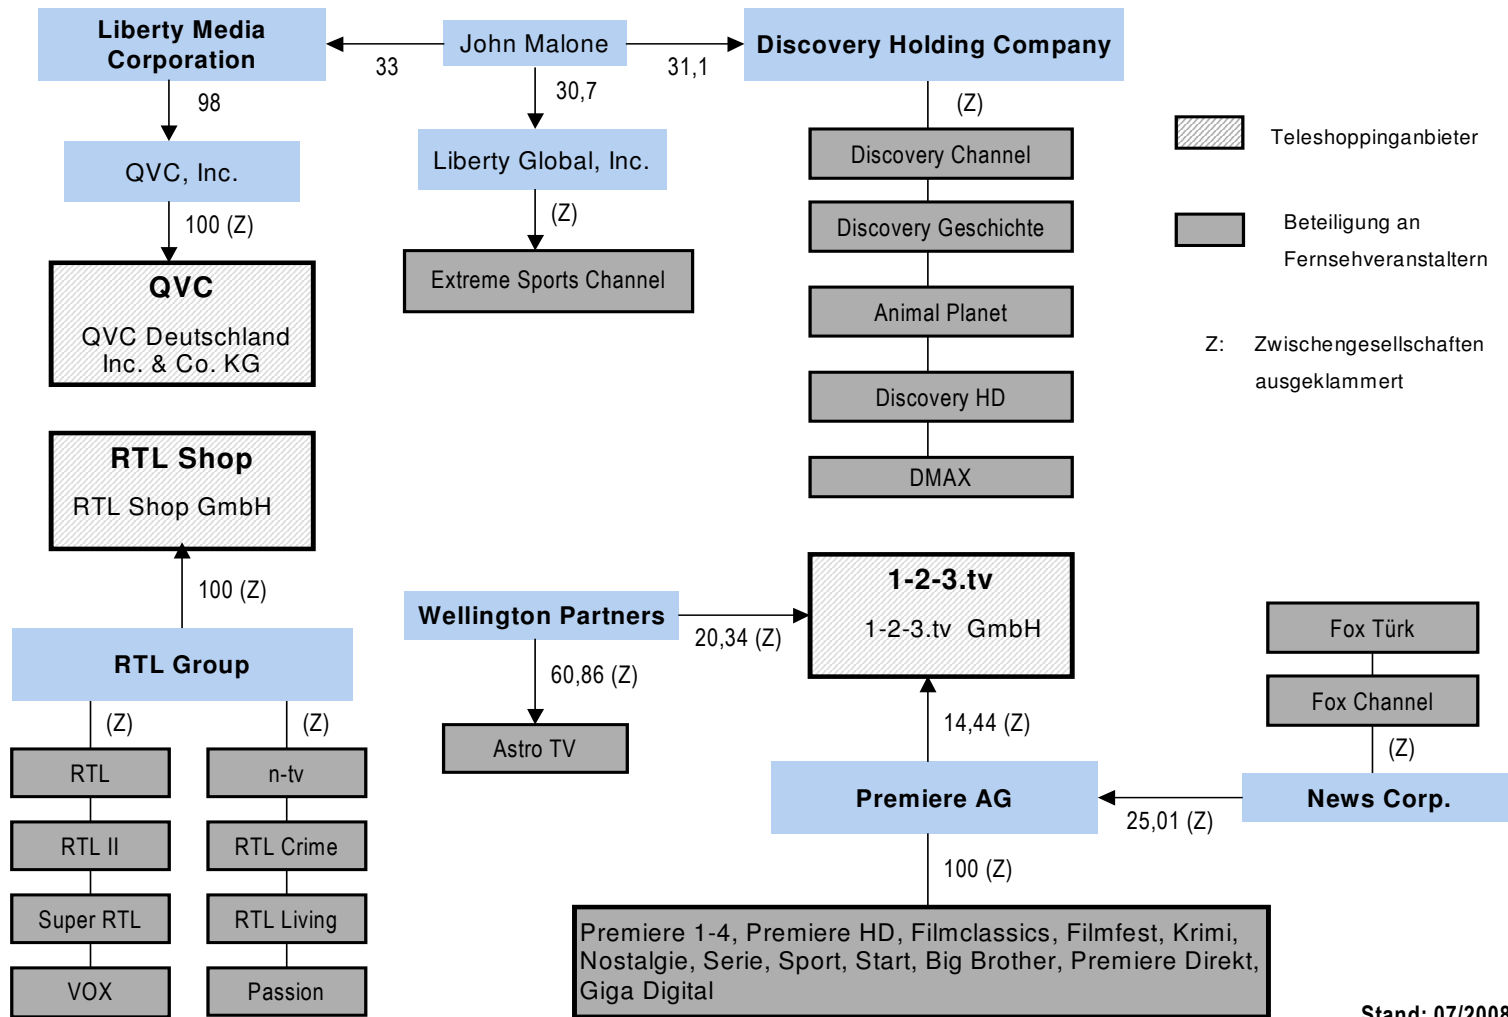 Liberty Media
Corporation
John Malone
Discovery Holding Company
33
31,1
98
30,7
(Z)
QVC, Inc.
Liberty Global, Inc.
100 (Z)
(Z)
QVC
QVC Deutschland
Inc. & Co. KG
Extreme Sports Channel
Discovery Channel
Discovery Geschichte
Animal Planet
Discovery HD
DMAX
Teleshoppinganbieter
Beteiligung an
Fernsehveranstaltern
Z: Zwischengesellschaften
ausgeklammert
RTL Shop
RTL Shop GmbH
100 (Z)
RTL Group
(Z)
(Z)
RTL
RTL II
Super RTL
VOX
n-tv
RTL Crime
RTL Living
Passion
Wellington Partners
20,34 (Z)
60,86 (Z)
Astro TV
1-2-3.tv
1-2-3.tv GmbH
14,44 (Z)
Premiere AG
25,01 (Z)
News Corp.
Fox Türk
Fox Channel
(Z)
100 (Z)
Premiere 1-4, Premiere HD, Filmclassics, Filmfest, Krimi,
Nostalgie, Serie, Sport, Start, Big Brother, Premiere Direkt,
Giga Digital
Stand: 07/2008